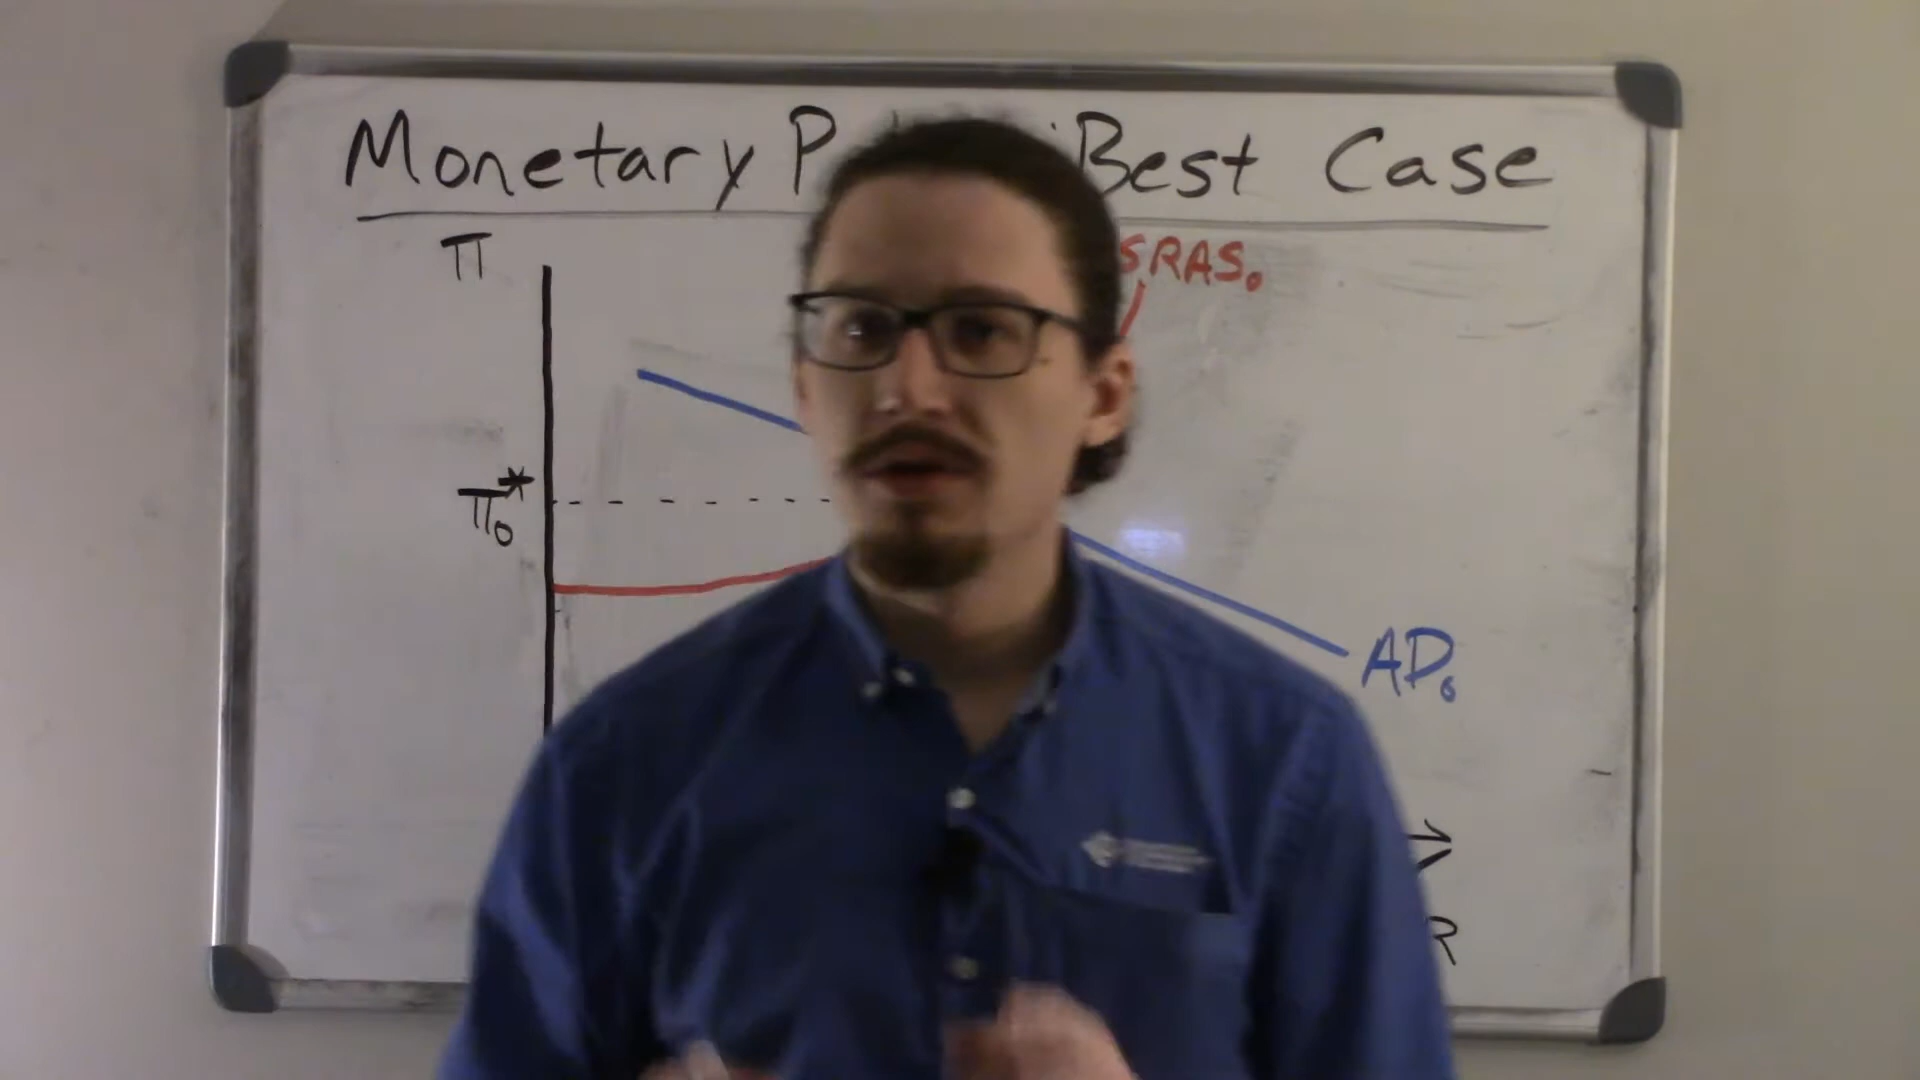 Monetary P Best Case
π
SRAS₀
π₀*
AD₀
R